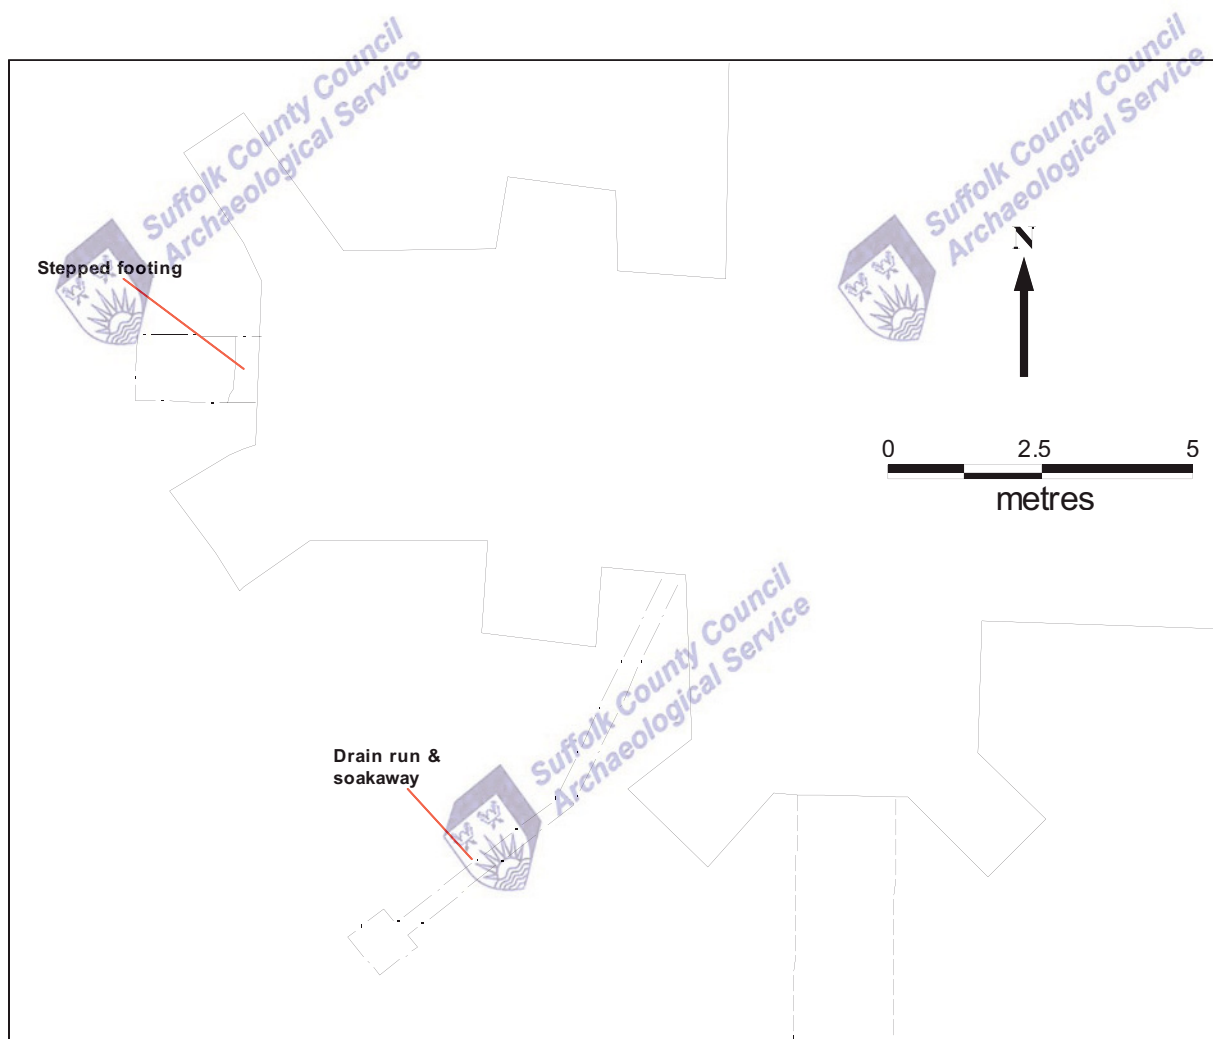 Suffolk County Council
Archaeological Service
Suffolk County Council
Archaeological Service
Stepped footing
N
0 2.5 5
metres
Suffolk County Council
Archaeological Service
Drain run &
soakaway